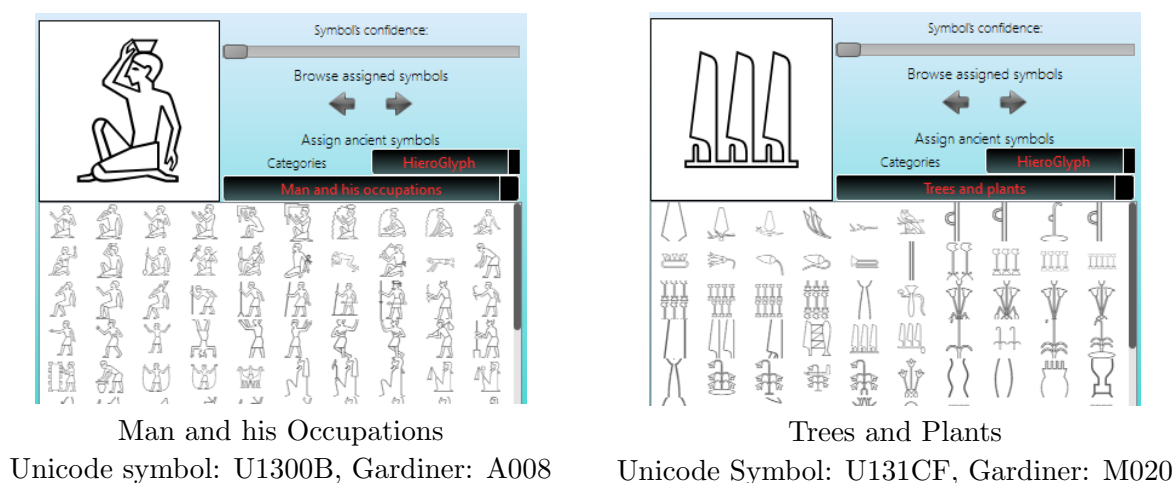 Symbol's confidence:
Browse assigned symbols
Assign ancient symbols
Categories HieroGlyph
Man and his occupations
Man and his Occupations
Unicode symbol: U1300B, Gardiner: A008
Symbol's confidence:
Browse assigned symbols
Assign ancient symbols
Categories HieroGlyph
Trees and plants
Trees and Plants
Unicode Symbol: U131CF, Gardiner: M020